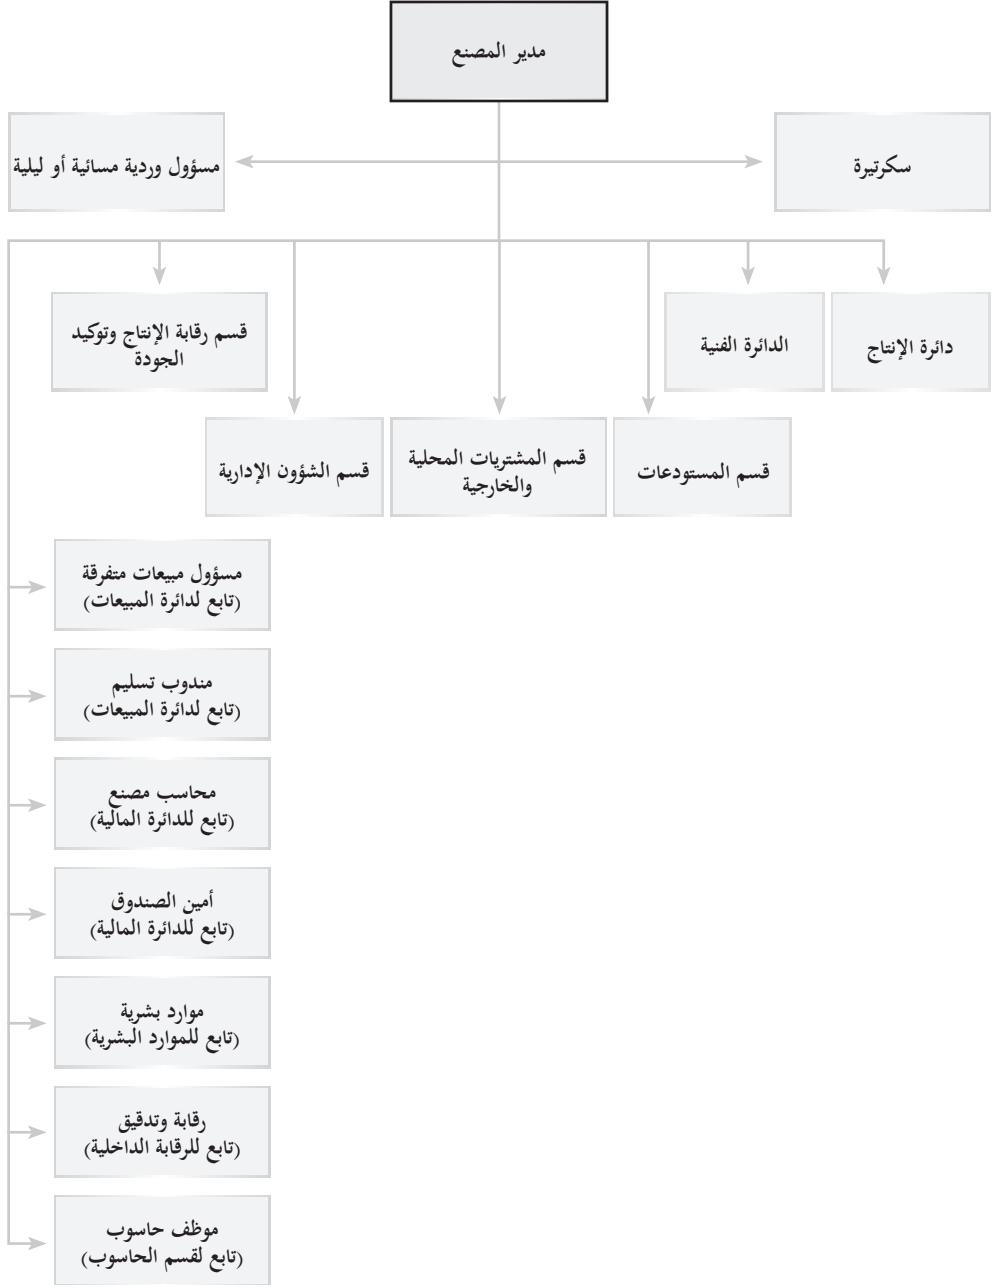 مدير المصنع
سكرتيرة
مسؤول وردية مسائية أو ليلية
دائرة الإنتاج
الدائرة الفنية
قسم رقابة الإنتاج وتوكيد
الجودة
قسم المستودعات
قسم المشتريات المحلية
والخارجية
قسم الشؤون الإدارية
مسؤول مبيعات متفرقة
(تابع لدائرة المبيعات)
مندوب تسليم
(تابع لدائرة المبيعات)
محاسب مصنع
(تابع للدائرة المالية)
أمين الصندوق
(تابع للدائرة المالية)
موارد بشرية
(تابع للموارد البشرية)
رقابة وتدقيق
(تابع للرقابة الداخلية)
موظف حاسوب
(تابع لقسم الحاسوب)